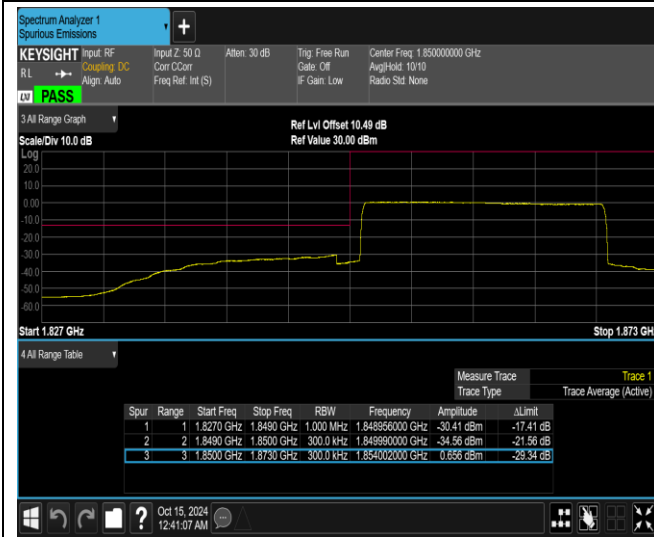 Spectrum Analyzer 1
Spurious Emissions
+
KEYSIGHT Input: RF Input Z: 50 Ω Atten: 30 dB Trig: Free Run Center Freq: 1.850000000 GHz
RL Coupling: DC Corr CCorr Gate: Off Avg|Hold: 10/10
Align: Auto Freq Ref: Int (S) IF Gain: Low Radio Std: None
LXI PASS
3 All Range Graph
Ref Lvl Offset 10.49 dB
Scale/Div 10.0 dB Ref Value 30.00 dBm
Log
20.0
10.0
0.00
-10.0
-20.0
-30.0
-40.0
-50.0
-60.0
Start 1.827 GHz Stop 1.873 GH
4 All Range Table
Measure Trace Trace 1
Trace Type Trace Average (Active)
Spur Range Start Freq Stop Freq RBW Frequency Amplitude ΔLimit
1 1 1.8270 GHz 1.8490 GHz 1.000 MHz 1.848956000 GHz -30.41 dBm -17.41 dB
2 2 1.8490 GHz 1.8500 GHz 300.0 kHz 1.849990000 GHz -34.56 dBm -21.56 dB
3 3 1.8500 GHz 1.8730 GHz 300.0 kHz 1.854002000 GHz 0.656 dBm -29.34 dB
? Oct 15, 2024
12:41:07 AM